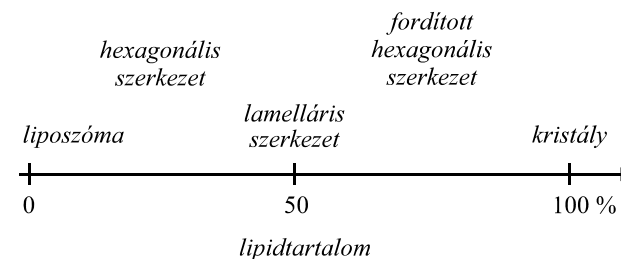 hexagonális
szerkezet
fordított
hexagonális
szerkezet
liposzóma
lamelláris
szerkezet
kristály
0
50
100 %
lipidtartalom